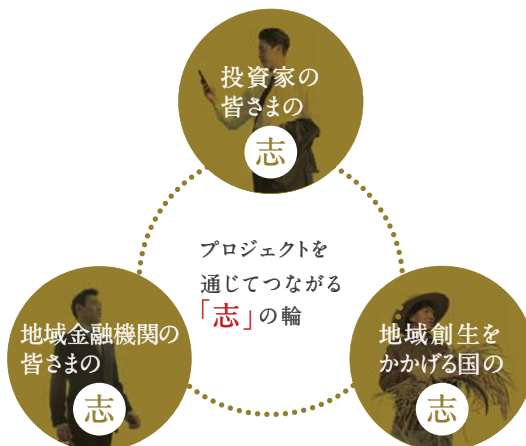 投資家の
皆さまの
志
プロジェクトを
通じてつながる
「志」の輪
地域金融機関の
皆さまの
志
地域創生を
かかげる国の
志